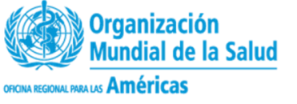 Organización
Mundial de la Salud
OFICINA REGIONAL PARA LAS Américas